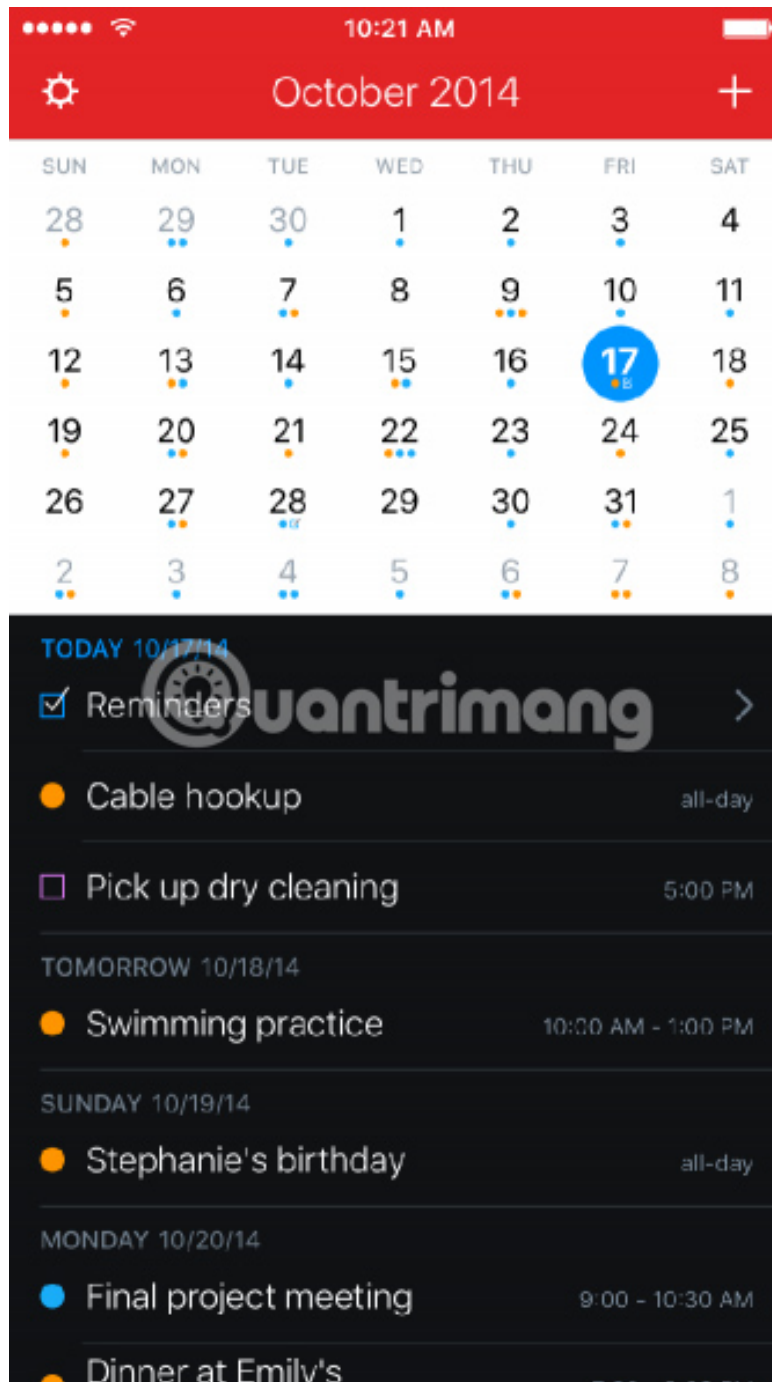 10:21 AM
October 2014
SUN MON TUE WED THU FRI SAT
28 29 30 1 2 3 4
5 6 7 8 9 10 11
12 13 14 15 16 17 18
19 20 21 22 23 24 25
26 27 28 29 30 31 1
2 3 4 5 6 7 8
TODAY 10/17/14
Reminders
@uantrimang
Cable hookup all-day
Pick up dry cleaning 5:00 PM
TOMORROW 10/18/14
Swimming practice 10:00 AM - 1:00 PM
SUNDAY 10/19/14
Stephanie's birthday all-day
MONDAY 10/20/14
Final project meeting 9:00 - 10:30 AM
Dinner at Emily's